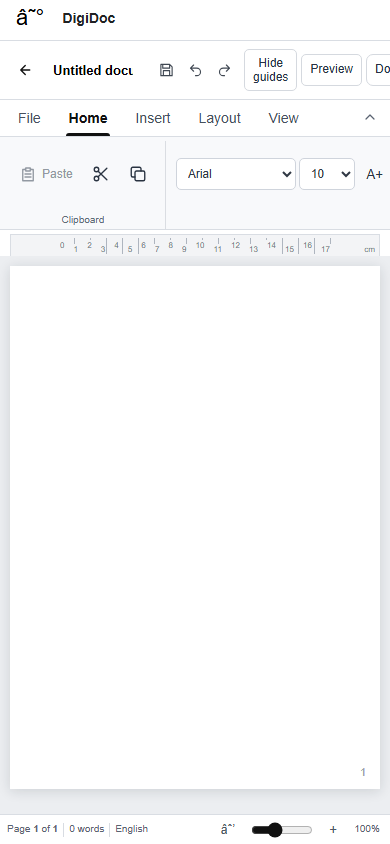 â˜° DigiDoc
Untitled docu
Hide guides
Preview
Do
File Home Insert Layout View
Paste
Arial
10
A+
Clipboard
0 1 2 3 4 5 6 7 8 9 10 11 12 13 14 15 16 17 cm
1
Page 1 of 1 0 words English
âˆ’ + 100%